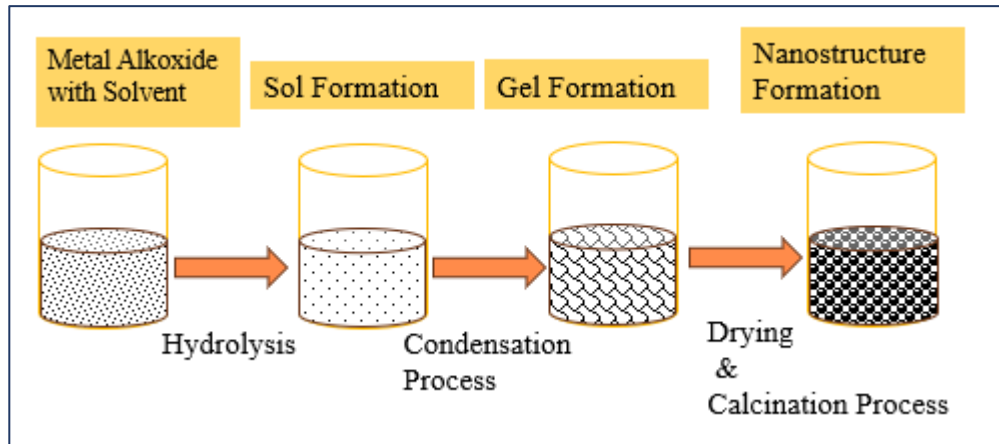 Metal Alkoxide
with Solvent
Sol Formation
Gel Formation
Nanostructure
Formation
Hydrolysis
Condensation
Process
Drying
&
Calcination Process